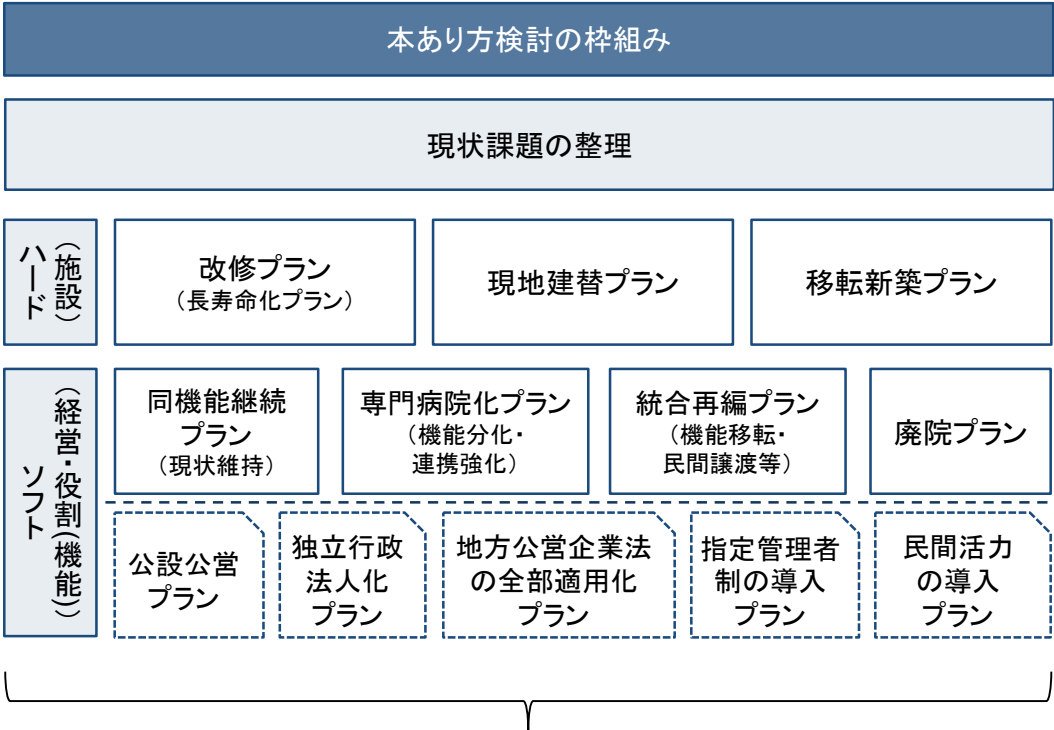 本あり方検討の枠組み
現状課題の整理
ハード
（施設）
改修プラン
（長寿命化プラン）
現地建替プラン
移転新築プラン
ソフト
（経営・役割（機能））
同機能継続
プラン
（現状維持）
専門病院化プラン
（機能分化・
連携強化）
統合再編プラン
（機能移転・
民間譲渡等）
廃院プラン
公設公営
プラン
独立行政
法人化
プラン
地方公営企業法
の全部適用化
プラン
指定管理者
制の導入
プラン
民間活力
の導入
プラン